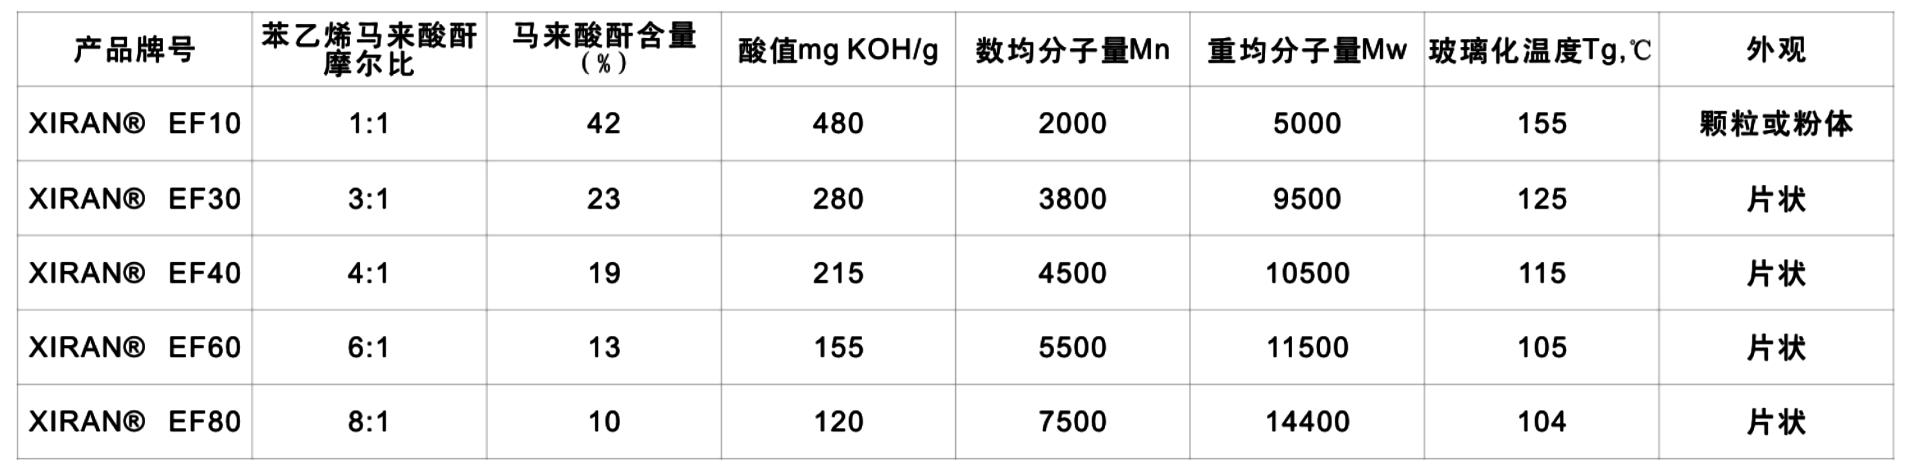 产品牌号 苯乙烯马来酸酐摩尔比 马来酸酐含量(%) 酸值mg KOH/g 数均分子量Mn 重均分子量Mw 玻璃化温度Tg,℃ 外观
XIRAN® EF10 1:1 42 480 2000 5000 155 颗粒或粉体
XIRAN® EF30 3:1 23 280 3800 9500 125 片状
XIRAN® EF40 4:1 19 215 4500 10500 115 片状
XIRAN® EF60 6:1 13 155 5500 11500 105 片状
XIRAN® EF80 8:1 10 120 7500 14400 104 片状